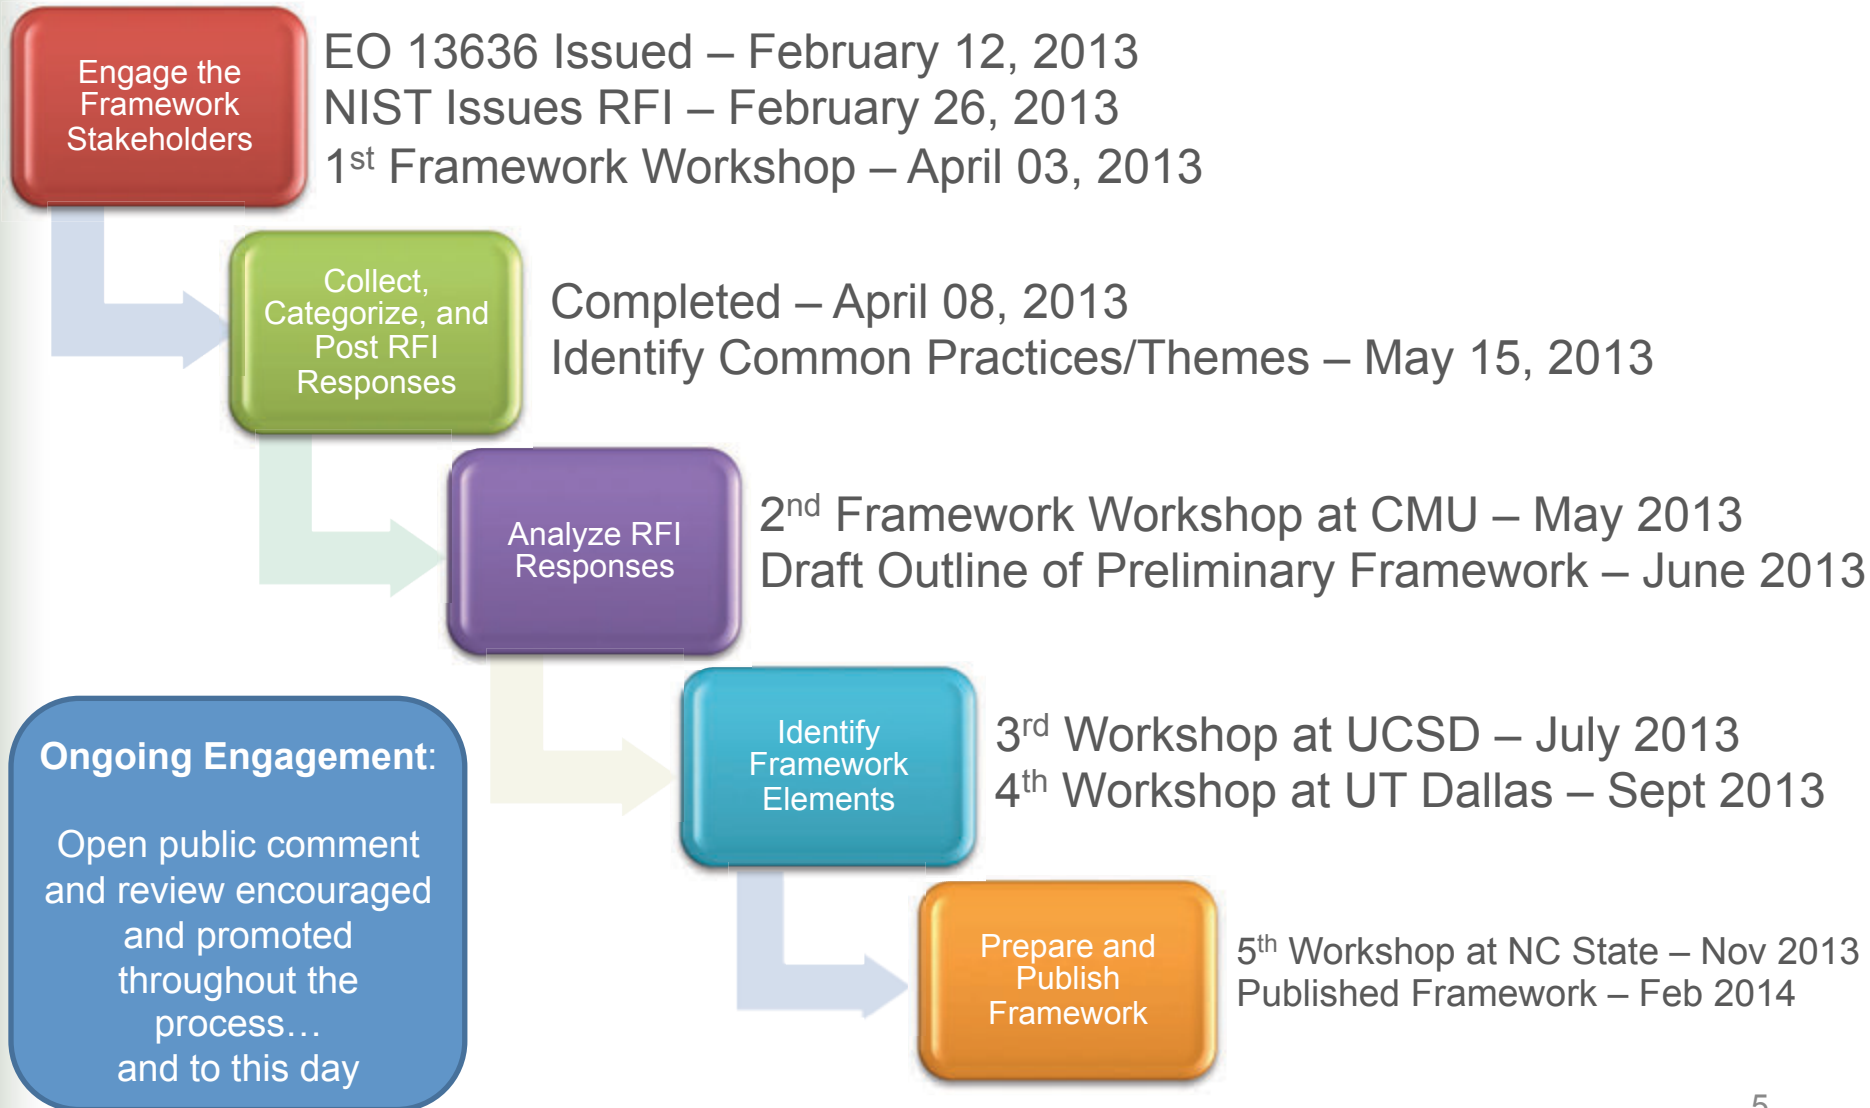 Engage the
Framework
Stakeholders
EO 13636 Issued – February 12, 2013
NIST Issues RFI – February 26, 2013
1st Framework Workshop – April 03, 2013
Collect,
Categorize, and
Post RFI
Responses
Completed – April 08, 2013
Identify Common Practices/Themes – May 15, 2013
Analyze RFI
Responses
2nd Framework Workshop at CMU – May 2013
Draft Outline of Preliminary Framework – June 2013
Identify
Framework
Elements
3rd Workshop at UCSD – July 2013
4th Workshop at UT Dallas – Sept 2013
Prepare and
Publish
Framework
5th Workshop at NC State – Nov 2013
Published Framework – Feb 2014
Ongoing Engagement:
Open public comment
and review encouraged
and promoted
throughout the
process…
and to this day
5